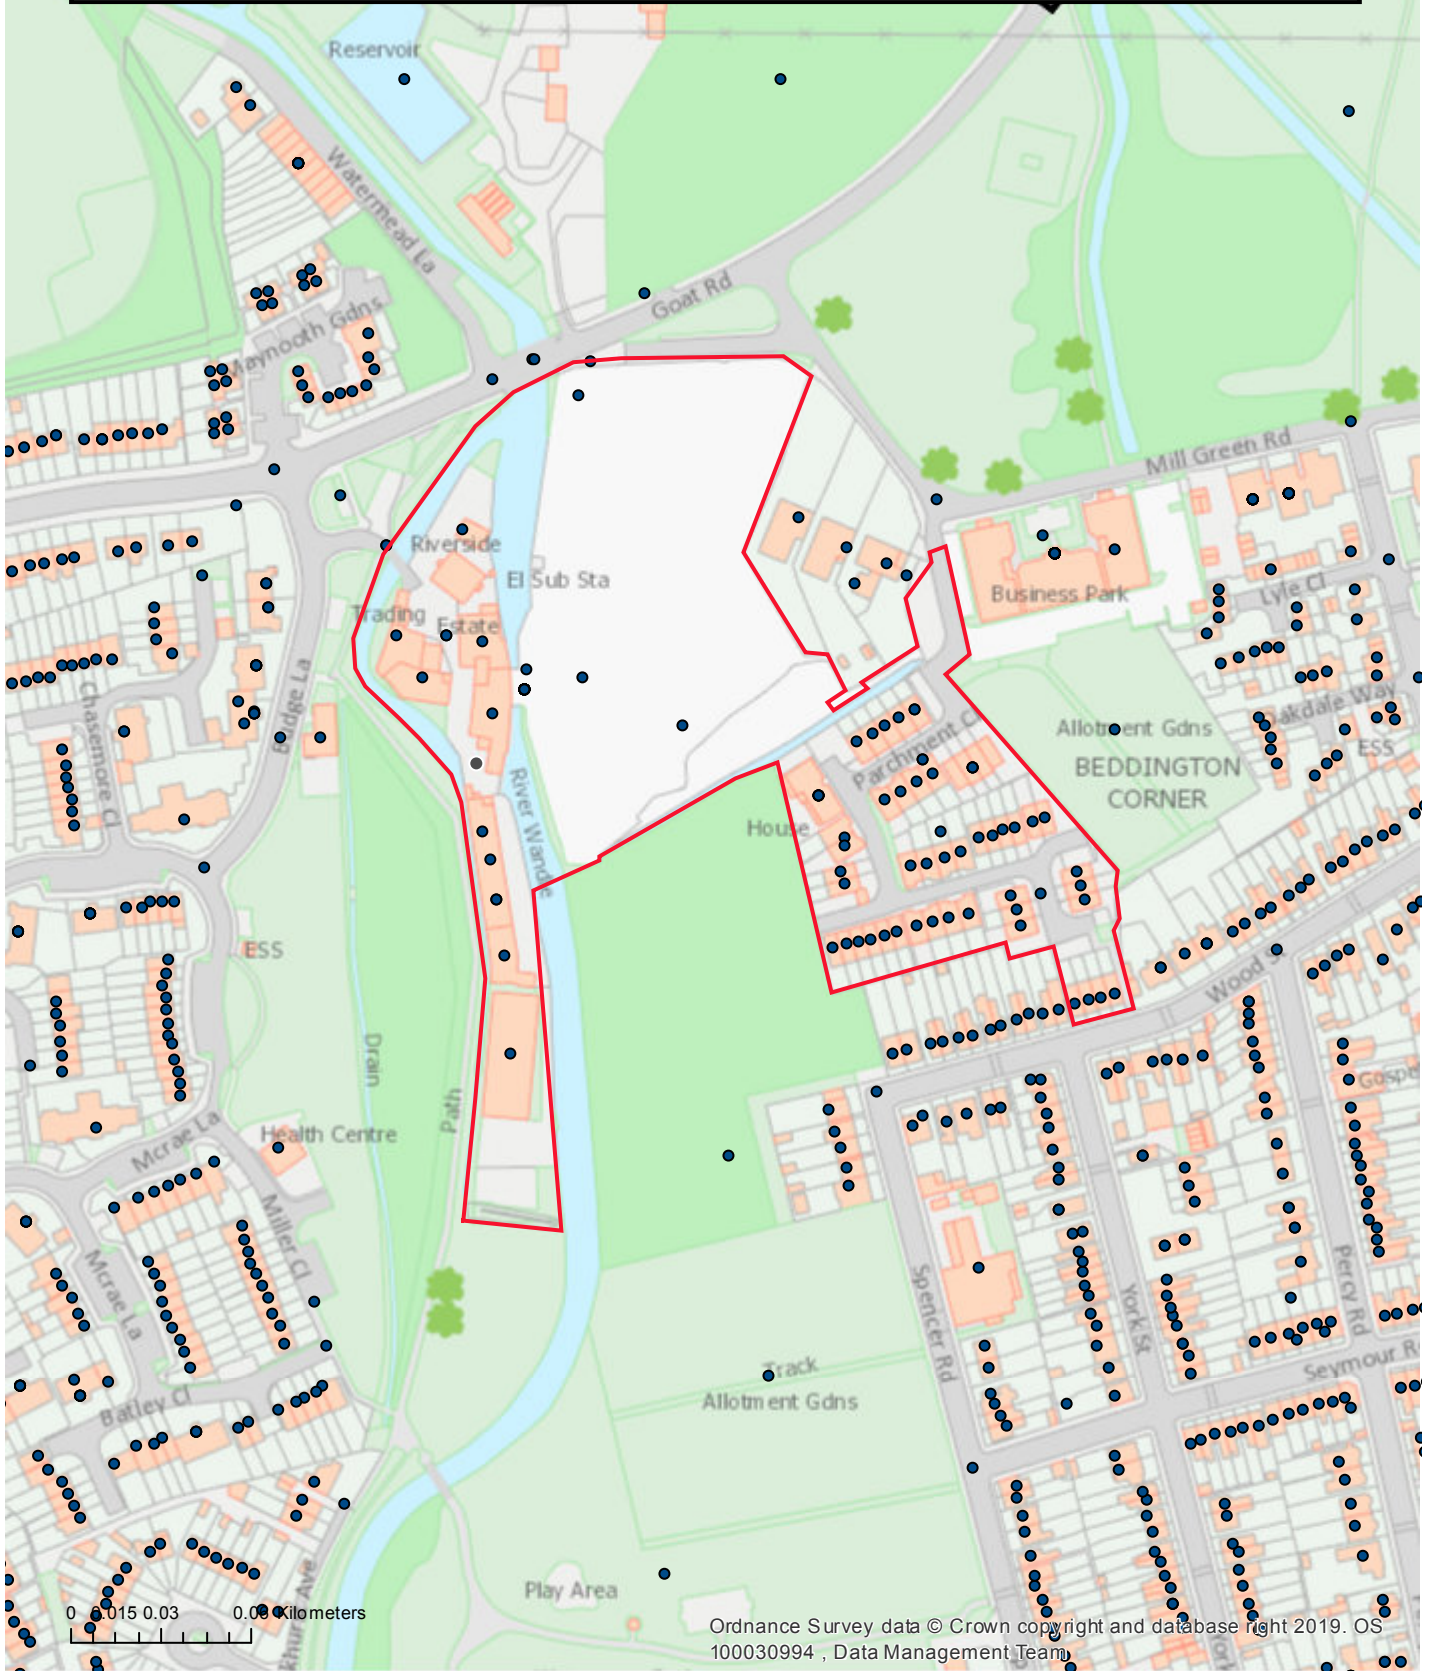 Reservoir
Watermead La
Goat Rd
Maynooth Gdns
Mill Green Rd
Riverside
El Sub Sta
Business Park
Lyle Cl
Trading
Estate
Chasemore Cl
Bridge La
Oakdale Way
Allotment Gdns
ESS
Parchment Cl
BEDDINGTON
CORNER
River Wandle
House
ESS
Wood St
Drain
Path
Health Centre
Mcrae La
Miller Cl
Mcrae La
Spencer Rd
York St
Percy Rd
Track
Allotment Gdns
Batley Cl
Play Area
0 0.015 0.03 0.06 Kilometers
Ordnance Survey data © Crown copyright and database right 2019. OS
100030994 , Data Management Team